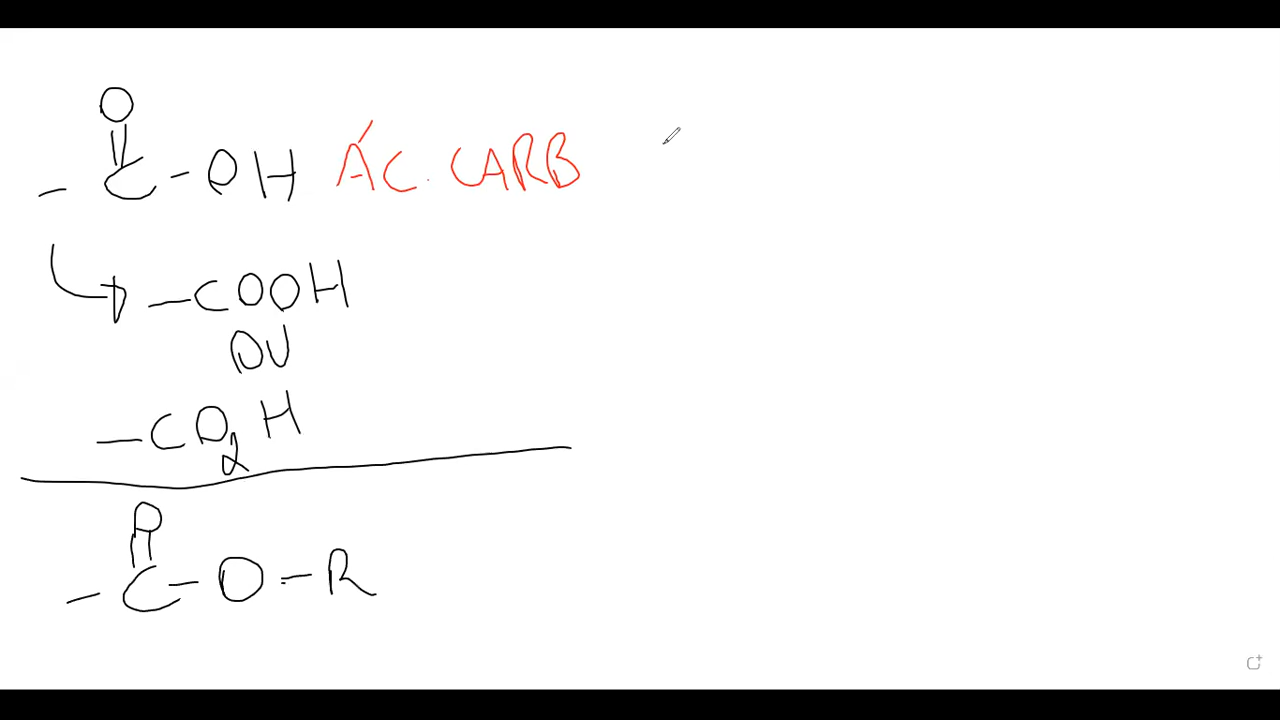 O
- C - OH ÁC. CARB
-COOH
OU
-CO2H
O
- C - O - R